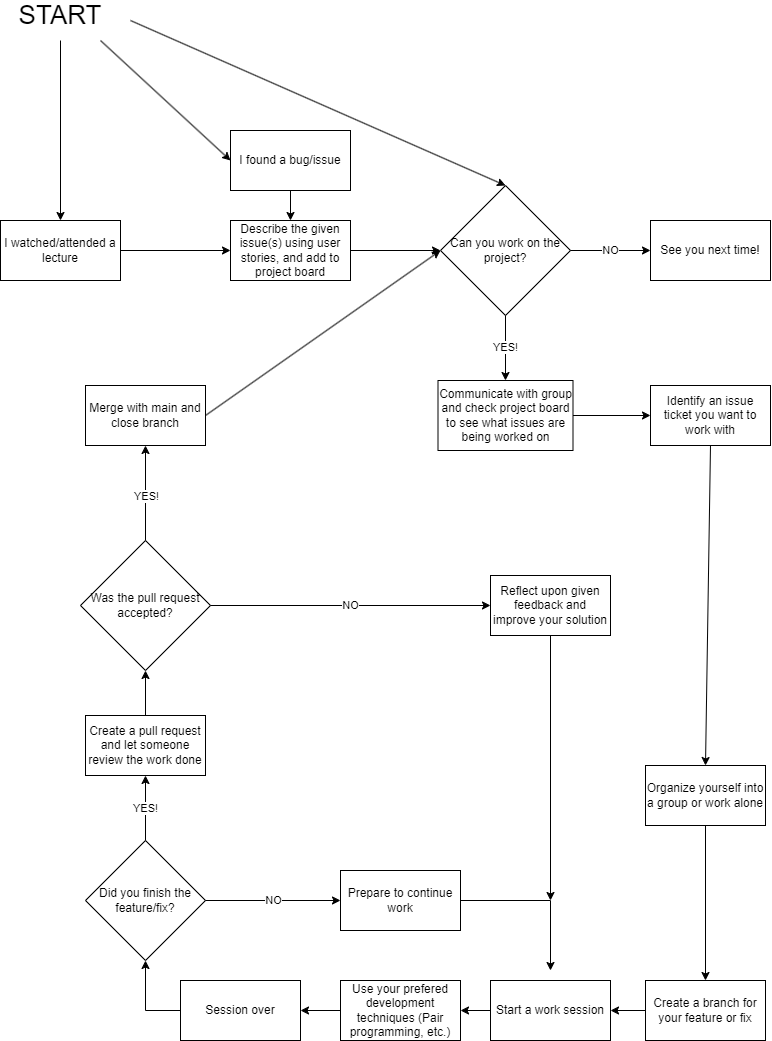 START
I found a bug/issue
I watched/attended a
lecture
Describe the given
issue(s) using user
stories, and add to
project board
Can you work on the
project?
NO
See you next time!
YES!
Communicate with group
and check project board
to see what issues are
being worked on
Identify an issue
ticket you want to
work with
Merge with main and
close branch
YES!
Was the pull request
accepted?
NO
Reflect upon given
feedback and
improve your solution
Create a pull request
and let someone
review the work done
Organize yourself into
a group or work alone
YES!
Did you finish the
feature/fix?
NO
Prepare to continue
work
Session over
Use your prefered
development
techniques (Pair
programming, etc.)
Start a work session
Create a branch for
your feature or fix